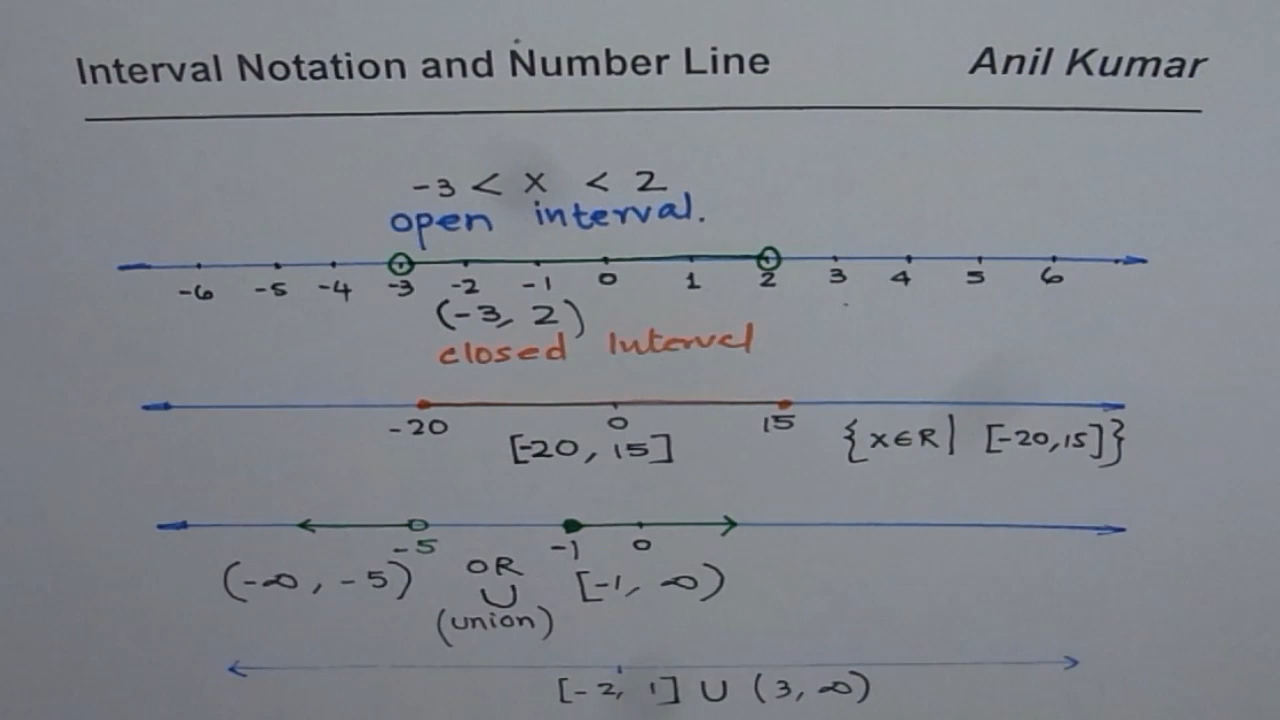 Interval Notation and Number Line Anil Kumar
-3 < x < 2
open interval.
-6 -5 -4 -3 -2 -1 0 1 2 3 4 5 6
(-3, 2)
closed Interval
-20 0 15
[-20, 15] {x∈R| [-20,15]}
-5 -1 0
(-∞, -5) OR [-1, ∞)
∪
(union)
[-2, 1] ∪ (3, ∞)